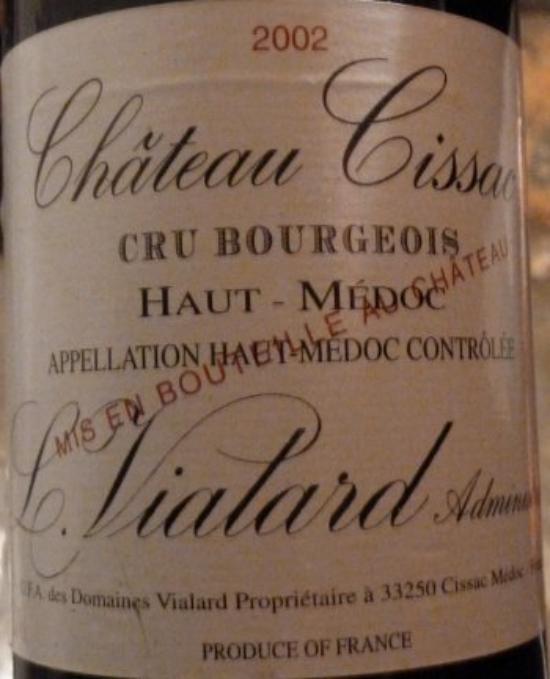 2002
Château Cissac
CRU BOURGEOIS
HAUT - MÉDOC
APPELLATION HAUT-MÉDOC CONTRÔLÉE
MIS EN BOUTEILLE AU CHÂTEAU
L. Vialard
des Domaines Vialard Propriétaire à 33250 Cissac Médoc
PRODUCE OF FRANCE